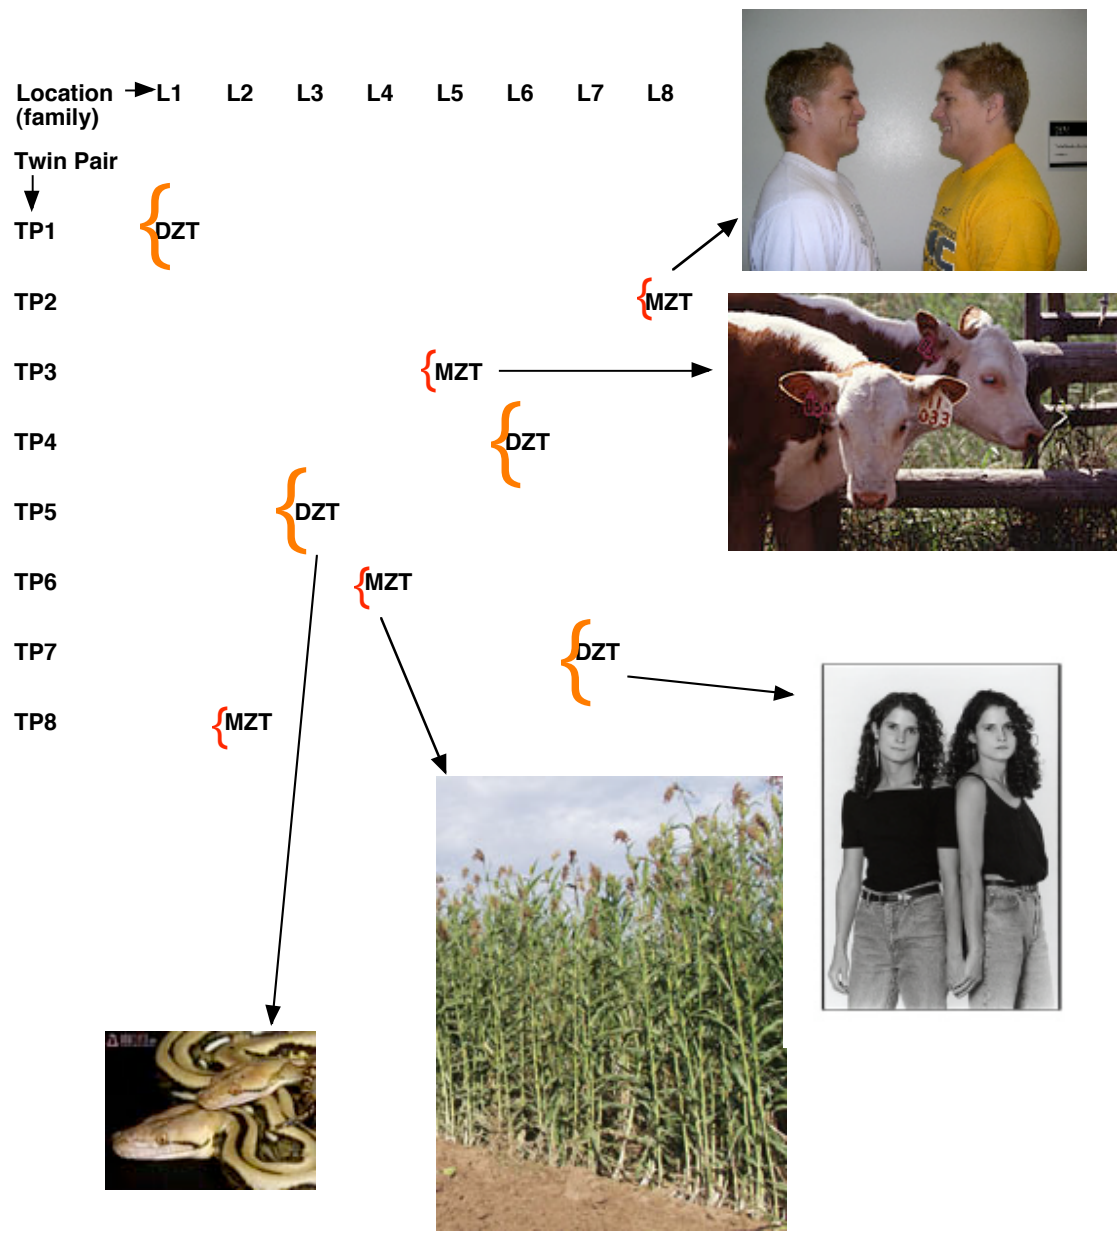 Location L1 L2 L3 L4 L5 L6 L7 L8
(family)
Twin Pair
TP1 DZT
TP2 MZT
TP3 MZT
TP4 DZT
TP5 DZT
TP6 MZT
TP7 DZT
TP8 MZT
11
033